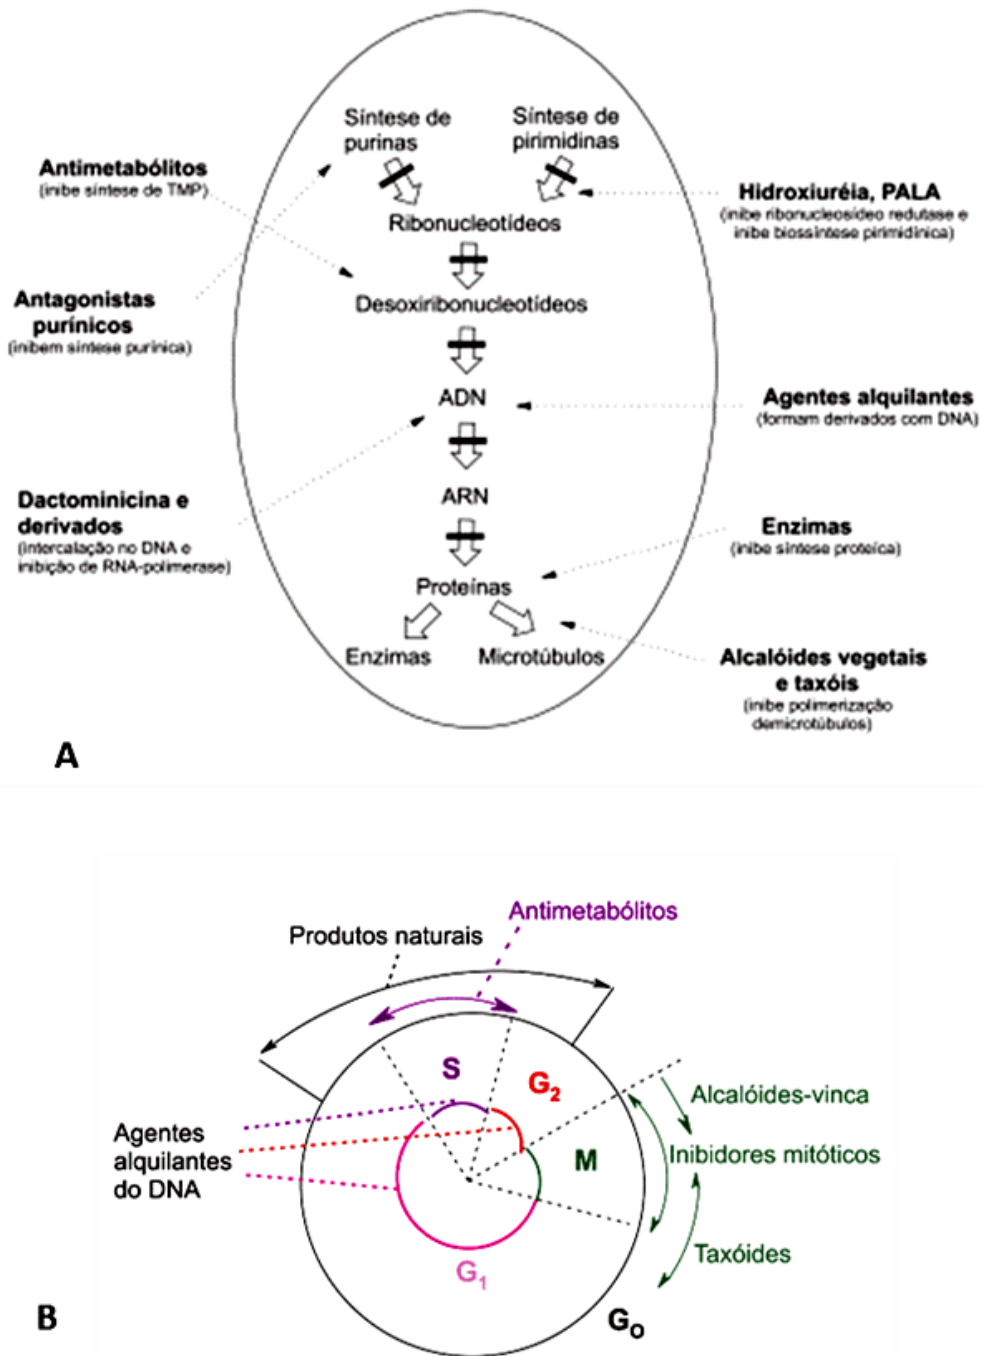 Síntese de
purinas
Síntese de
pirimidinas
Antimetabólitos
(inibe síntese de TMP)
Hidroxiuréia, PALA
(inibe ribonucleosídeo redutase e
inibe biossíntese pirimidínica)
Ribonucleotídeos
Antagonistas
purínicos
(inibem síntese purínica)
Desoxiribonucleotídeos
ADN
Agentes alquilantes
(formam derivados com DNA)
Dactominicina e
derivados
(intercalação no DNA e
inibição de RNA-polimerase)
ARN
Enzimas
(inibe síntese proteíca)
Proteínas
Enzimas
Microtúbulos
Alcalóides vegetais
e taxóis
(inibe polimerização
demicrotúbulos)
A
Antimetabólitos
Produtos naturais
S
G2
Alcalóides-vinca
Agentes
alquilantes
do DNA
M
Inibidores mitóticos
Taxóides
G1
B
GO